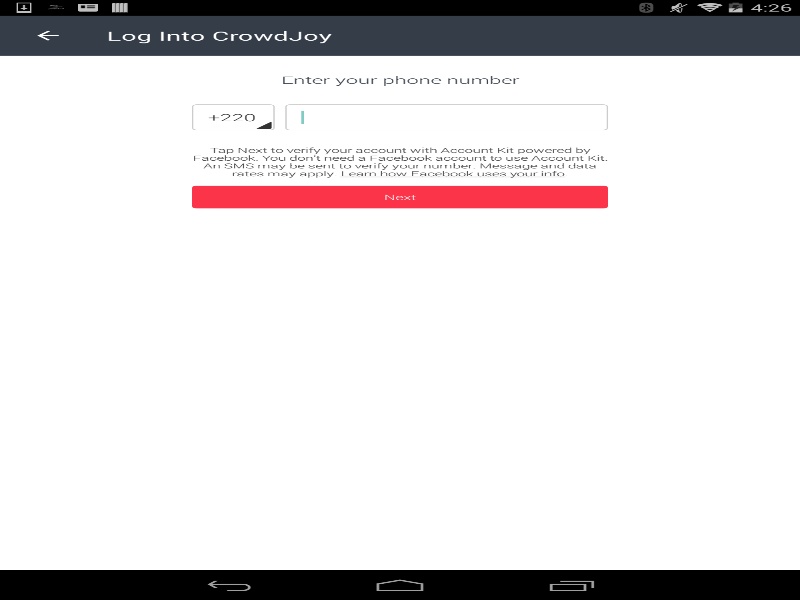 4:26
Log Into CrowdJoy
Enter your phone number
+220
Tap Next to verify your account with Account Kit powered by
Facebook. You don't need a Facebook account to use Account Kit.
An SMS may be sent to verify your number. Message and data
rates may apply. Learn how Facebook uses your info.
Next